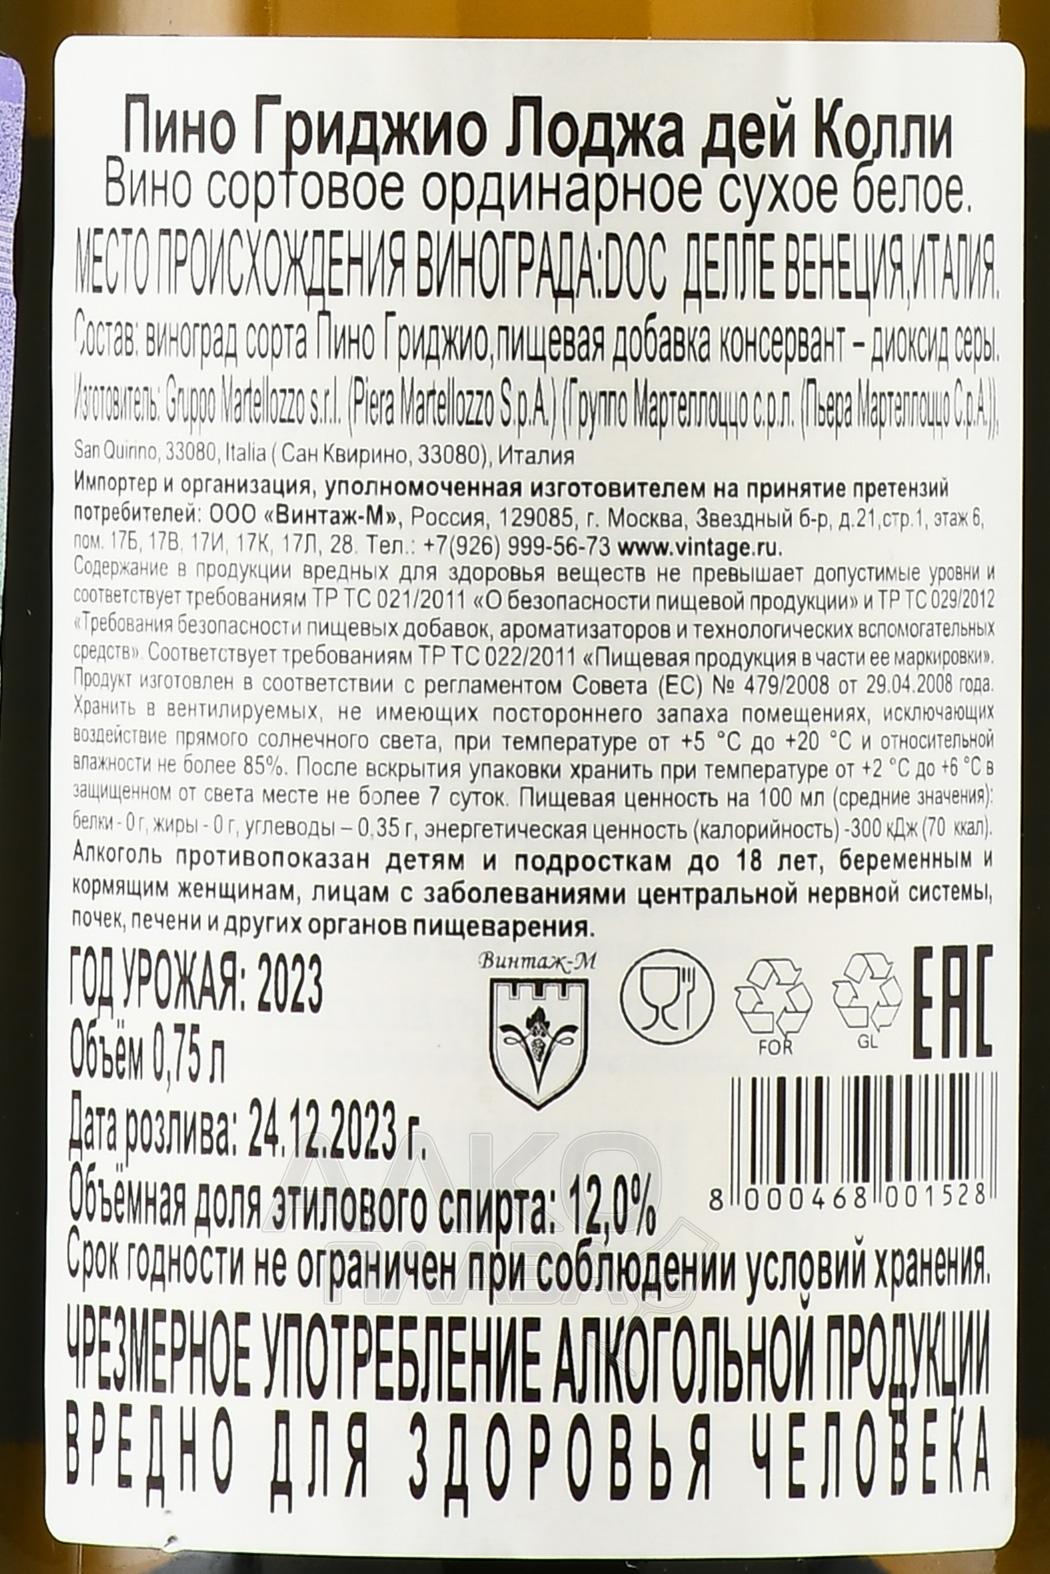 Пино Гриджио Лоджа дей Колли
Вино сортовое ординарное сухое белое.
МЕСТО ПРОИСХОЖДЕНИЯ ВИНОГРАДА:DOC ДЕЛЛЕ ВЕНЕЦИЯ,ИТАЛИЯ.
Состав: виноград сорта Пино Гриджио,пищевая добавка консервант – диоксид серы.
Изготовитель: Gruppo Martellozzo s.r.l. (Piera Martellozzo S.p.A.) (Группо Мартеллоццо с.р.л. (Пьера Мартеллоццо С.р.А.)),
San Quirino, 33080, Italia ( Сан Квирино, 33080), Италия
Импортер и организация, уполномоченная изготовителем на принятие претензий
потребителей: ООО «Винтаж-М», Россия, 129085, г. Москва, Звездный б-р, д.21,стр.1, этаж 6,
пом. 17Б, 17В, 17И, 17К, 17Л, 28. Тел.: +7(926) 999-56-73 www.vintage.ru.
Содержание в продукции вредных для здоровья веществ не превышает допустимые уровни и
соответствует требованиям ТР ТС 021/2011 «О безопасности пищевой продукции» и ТР ТС 029/2012
«Требования безопасности пищевых добавок, ароматизаторов и технологических вспомогательных
средств». Соответствует требованиям ТР ТС 022/2011 «Пищевая продукция в части ее маркировки».
Продукт изготовлен в соответствии с регламентом Совета (ЕС) № 479/2008 от 29.04.2008 года.
Хранить в вентилируемых, не имеющих постороннего запаха помещениях, исключающих
воздействие прямого солнечного света, при температуре от +5 °С до +20 °С и относительной
влажности не более 85%. После вскрытия упаковки хранить при температуре от +2 °С до +6 °С в
защищенном от света месте не более 7 суток. Пищевая ценность на 100 мл (средние значения):
белки - 0 г, жиры - 0 г, углеводы – 0,35 г, энергетическая ценность (калорийность) -300 кДж (70 ккал).
Алкоголь противопоказан детям и подросткам до 18 лет, беременным и
кормящим женщинам, лицам с заболеваниями центральной нервной системы,
почек, печени и других органов пищеварения.
ГОД УРОЖАЯ: 2023
Объём 0,75 л
Дата розлива: 24.12.2023 г.
Объёмная доля этилового спирта: 12,0%
Винтаж-М
FOR
GL
EAC
8 000468 001528
Срок годности не ограничен при соблюдении условий хранения.
ЧРЕЗМЕРНОЕ УПОТРЕБЛЕНИЕ АЛКОГОЛЬНОЙ ПРОДУКЦИИ
ВРЕДНО ДЛЯ ЗДОРОВЬЯ ЧЕЛОВЕКА
АЛКО
ПЛАЗА